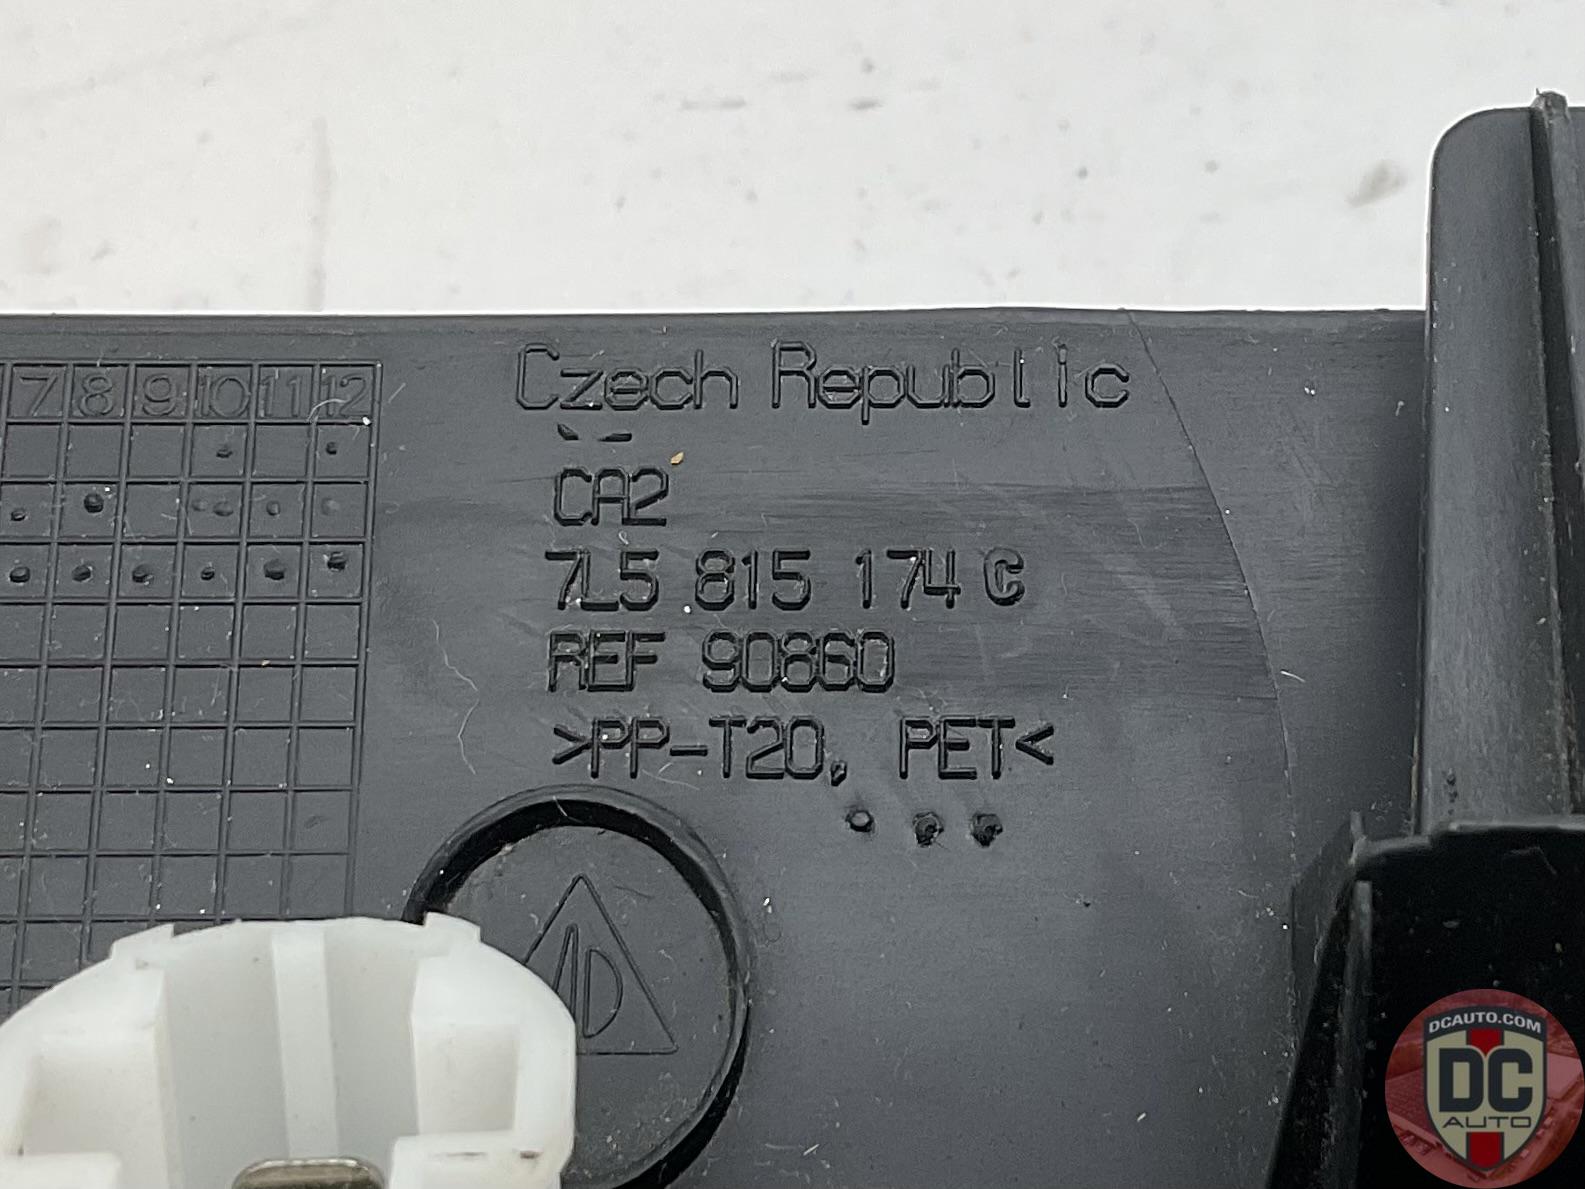 7 8 9 10 11 12
Czech Republic
CA2
7L5 815 174 C
REF 90860
>PP-T20, PET<
DCAUTO.COM
DC
AUTO